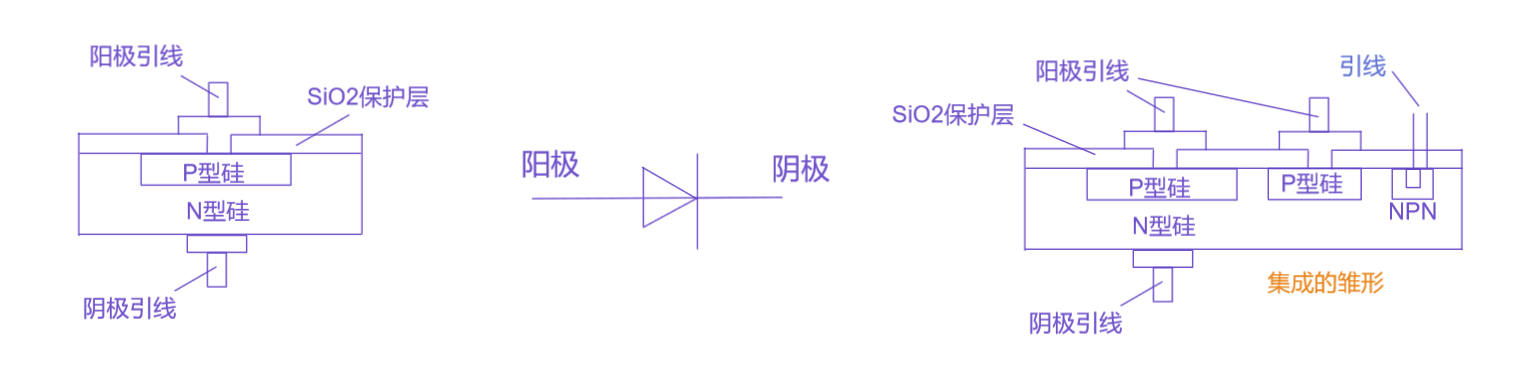 阳极引线
SiO2保护层
P型硅
N型硅
阴极引线
阳极
阴极
阳极引线
引线
SiO2保护层
P型硅
P型硅
NPN
N型硅
集成的雏形
阴极引线